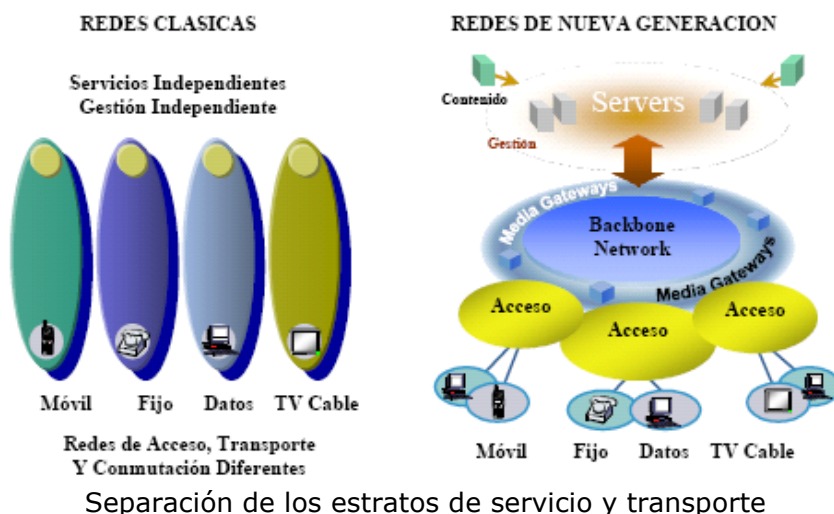 REDES CLASICAS
Servicios Independientes
Gestión Independiente
Móvil Fijo Datos TV Cable
Redes de Acceso, Transporte
Y Conmutación Diferentes
REDES DE NUEVA GENERACION
Contenido
Servers
Gestión
Media Gateways
Backbone
Network
Media Gateways
Acceso
Acceso
Acceso
Móvil Fijo Datos TV Cable
Separación de los estratos de servicio y transporte